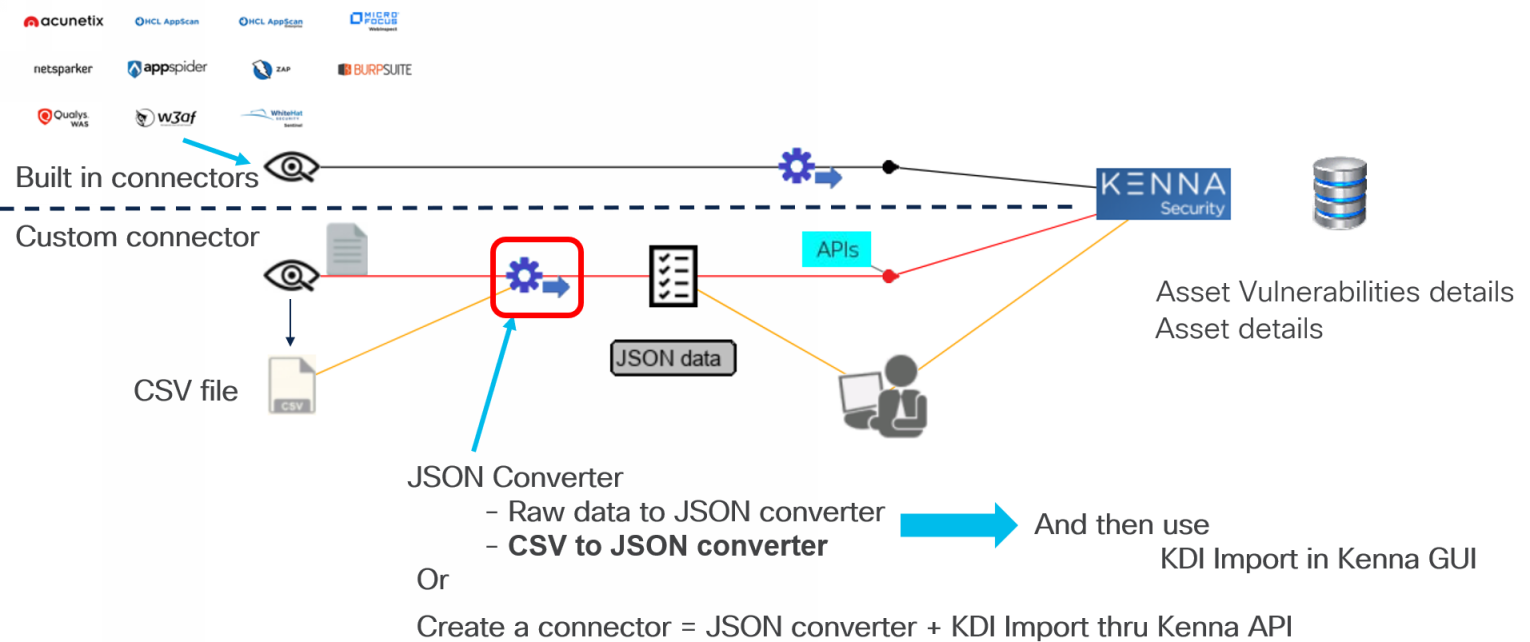 acunetix
HCL AppScan
HCL AppScan
Enterprise
MICRO
FOCUS
WebInspect
netsparker
appspider
ZAP
BURPSUITE
Qualys.
WAS
w3af
WhiteHat
SECURITY
Sentinel
Built in connectors
KENNA
Security
Custom connector
APIs
Asset Vulnerabilities details
Asset details
JSON data
CSV file
CSV
JSON Converter
- Raw data to JSON converter
- CSV to JSON converter
And then use
KDI Import in Kenna GUI
Or
Create a connector = JSON converter + KDI Import thru Kenna API